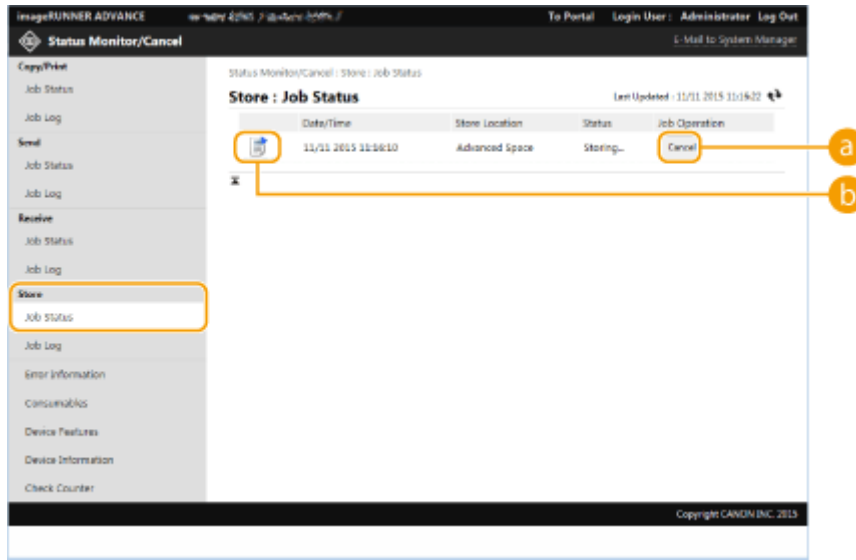 imageRUNNER ADVANCE To Portal Login User : Administrator Log Out
Status Monitor/Cancel E-Mail to System Manager
Copy/Print
Job Status
Job Log
Send
Job Status
Job Log
Receive
Job Status
Job Log
Store
Job Status
Job Log
Error Information
Consumables
Device Features
Device Information
Check Counter
Status Monitor/Cancel : Store : Job Status
Store : Job Status Last Updated : 11/11 2015 11:16:22
Date/Time Store Location Status Job Operation
11/11 2015 11:16:10 Advanced Space Storing... Cancel
a
b
Copyright CANON INC. 2015